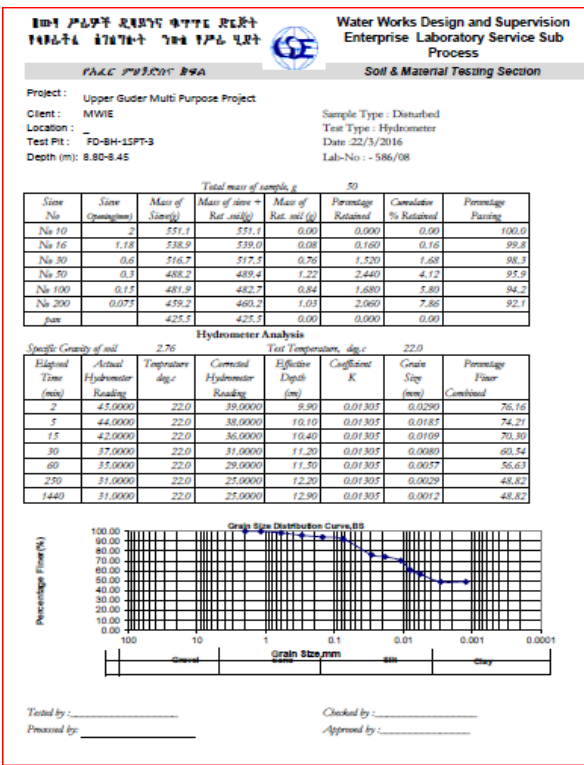 የውሃ ሥራዎች ዲዛይንና ቁጥጥር ድርጅት
የላቦራቶሪ አገልግሎት ንዑስ የሥራ ሂደት
Water Works Design and Supervision
Enterprise Laboratory Service Sub
Process
የአፈር ምህንድስና ክፍል
Soil & Material Testing Section
Project : Upper Guder Multi Purpose Project
Client : MWIE Sample Type : Disturbed
Location : _ Test Type : Hydrometer
Test Pit : FD-BH-1SPT-3 Date :22/3/2016
Depth (m): 8.80-8.45 Lab-No : - 586/08
Total mass of sample, g 50
Sieve Sieve Mass of Mass of sieve + Mass of Percentage Cumulative Percentage
No Opening(mm) Sieve(g) Ret .soil(g) Ret. soil (g) Retained % Retained Passing
No 10 2 551.1 551.1 0.00 0.00 0.00 100.0
No 16 1.18 538.9 539.0 0.08 0.160 0.16 99.8
No 30 0.6 516.7 517.5 0.76 1.520 1.68 98.3
No 50 0.3 488.2 489.4 1.22 2.440 4.12 95.9
No 100 0.15 481.9 482.7 0.84 1.680 5.80 94.2
No 200 0.075 459.2 460.2 1.03 2.060 7.86 92.1
pan 425.5 425.5 0.00 0.000 0.00
Hydrometer Analysis
Specific Gravity of soil 2.76 Test Temperature, deg.c 22.0
Elapsed Actual Temprature Corrected Effective Coefficient Grain Percentage
Time Hydrometer deg.c Hydrometer Depth K Size Finer
(min) Reading Reading (cm) (mm) Combined
2 45.0000 22.0 39.0000 9.90 0.01305 0.0290 76.16
5 44.0000 22.0 38.0000 10.10 0.01305 0.0185 74.21
15 42.0000 22.0 36.0000 10.40 0.01305 0.0109 70.30
30 37.0000 22.0 31.0000 11.20 0.01305 0.0080 60.54
60 35.0000 22.0 29.0000 11.50 0.01305 0.0057 56.63
250 31.0000 22.0 25.0000 12.20 0.01305 0.0029 48.82
1440 31.0000 22.0 25.0000 12.90 0.01305 0.0012 48.82
Grain Size Distribution Curve,BS
Percentage Finer(%)
100.00
90.00
80.00
70.00
60.00
50.00
40.00
30.00
20.00
10.00
0.00
100 10 1 0.1 0.01 0.001 0.0001
Grain Size,mm
Gravel Sand Silt Clay
Tested by : Checked by :
Processed by: Approved by :